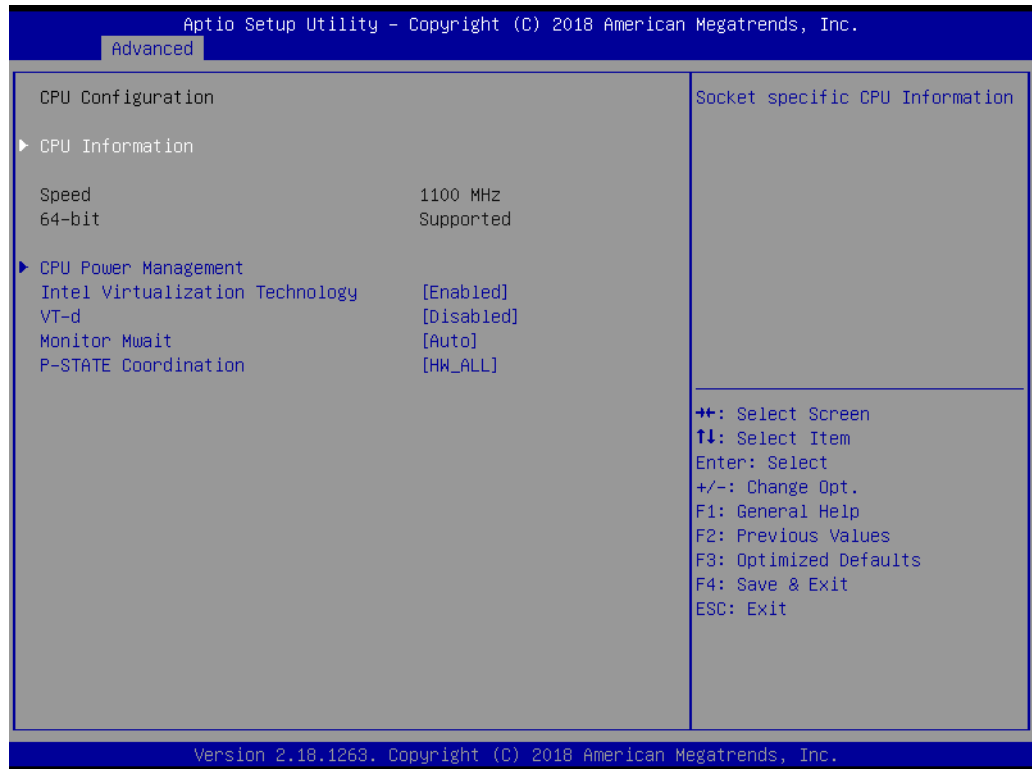 Aptio Setup Utility – Copyright (C) 2018 American Megatrends, Inc.
Advanced
CPU Configuration
CPU Information
Speed 1100 MHz
64-bit Supported
CPU Power Management
Intel Virtualization Technology [Enabled]
VT-d [Disabled]
Monitor Mwait [Auto]
P-STATE Coordination [HW_ALL]
Socket specific CPU Information
→←: Select Screen
↑↓: Select Item
Enter: Select
+/-: Change Opt.
F1: General Help
F2: Previous Values
F3: Optimized Defaults
F4: Save & Exit
ESC: Exit
Version 2.18.1263. Copyright (C) 2018 American Megatrends, Inc.